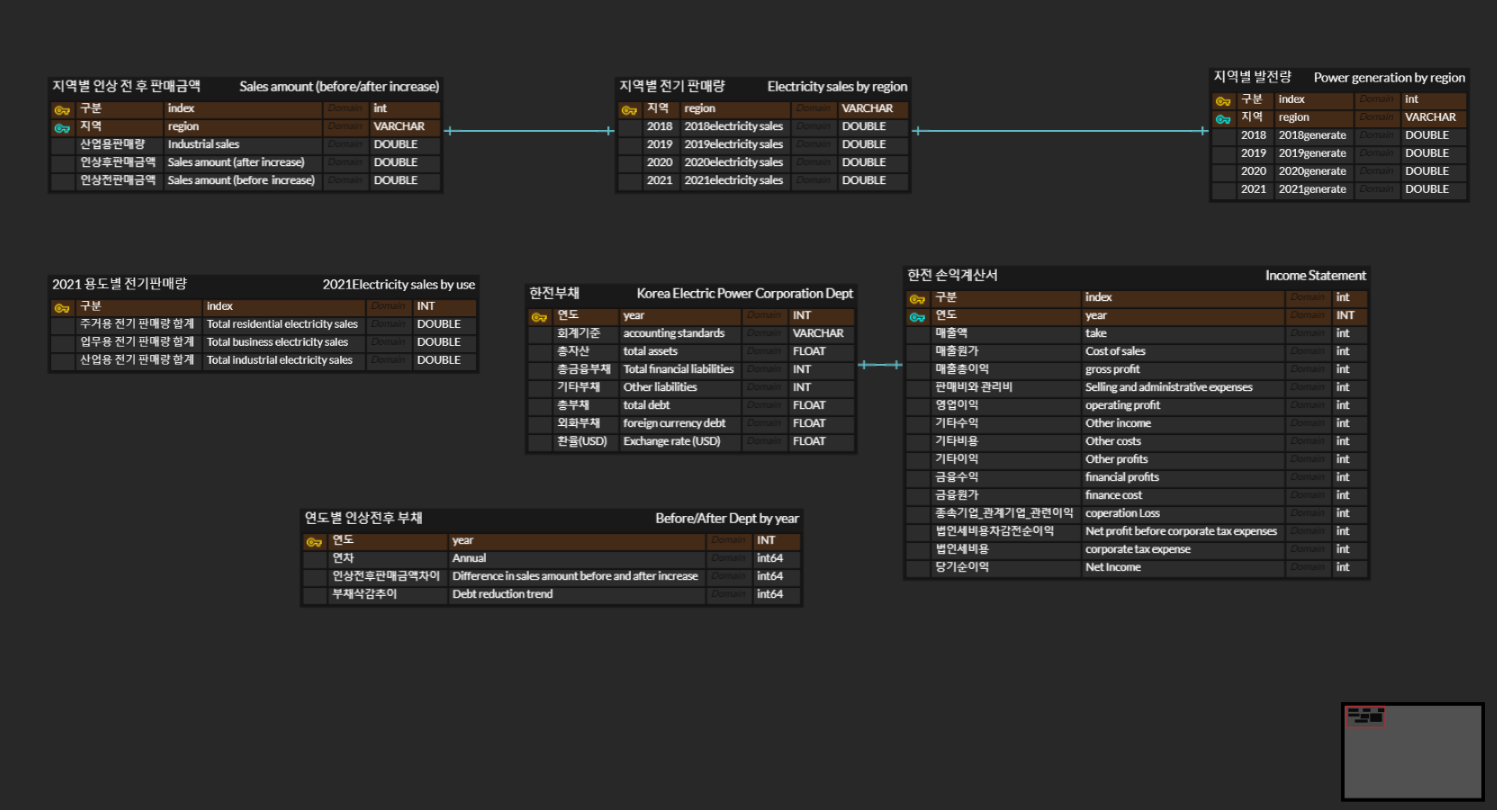 지역별 인상 전 후 판매금액 Sales amount (before/after increase)
구분 index Domain int
지역 region Domain VARCHAR
산업용판매량 Industrial sales Domain DOUBLE
인상후판매금액 Sales amount (after increase) Domain DOUBLE
인상전판매금액 Sales amount (before increase) Domain DOUBLE
지역별 전기 판매량 Electricity sales by region
지역 region Domain VARCHAR
2018 2018electricity sales Domain DOUBLE
2019 2019electricity sales Domain DOUBLE
2020 2020electricity sales Domain DOUBLE
2021 2021electricity sales Domain DOUBLE
지역별 발전량 Power generation by region
구분 index Domain int
지역 region Domain VARCHAR
2018 2018generate Domain DOUBLE
2019 2019generate Domain DOUBLE
2020 2020generate Domain DOUBLE
2021 2021generate Domain DOUBLE
2021 용도별 전기판매량 2021Electricity sales by use
구분 index Domain INT
주거용 전기 판매량 합계 Total residential electricity sales Domain DOUBLE
업무용 전기 판매량 합계 Total business electricity sales Domain DOUBLE
산업용 전기 판매량 합계 Total industrial electricity sales Domain DOUBLE
한전부채 Korea Electric Power Corporation Dept
연도 year Domain INT
회계기준 accounting standards Domain VARCHAR
총자산 total assets Domain FLOAT
총금융부채 Total financial liabilities Domain INT
기타부채 Other liabilities Domain INT
총부채 total debt Domain FLOAT
외화부채 foreign currency debt Domain FLOAT
환율(USD) Exchange rate (USD) Domain FLOAT
한전 손익계산서 Income Statement
구분 index Domain int
연도 year Domain INT
매출액 take Domain int
매출원가 Cost of sales Domain int
매출총이익 gross profit Domain int
판매비와 관리비 Selling and administrative expenses Domain int
영업이익 operating profit Domain int
기타수익 Other income Domain int
기타비용 Other costs Domain int
기타이익 Other profits Domain int
금융수익 financial profits Domain int
금융원가 finance cost Domain int
종속기업_관계기업_관련이익 coperation Loss Domain int
법인세비용차감전순이익 Net profit before corporate tax expenses Domain int
법인세비용 corporate tax expense Domain int
당기순이익 Net Income Domain int
연도별 인상전후 부채 Before/After Dept by year
연도 year Domain INT
연차 Annual Domain int64
인상전후판매금액차이 Difference in sales amount before and after increase Domain int64
부채삭감추이 Debt reduction trend Domain int64